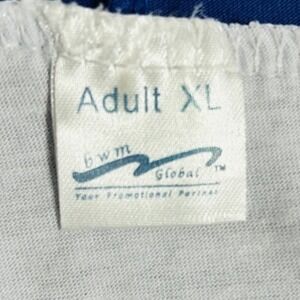 Adult XL
bwm
Global ™
Your Promotional Partner